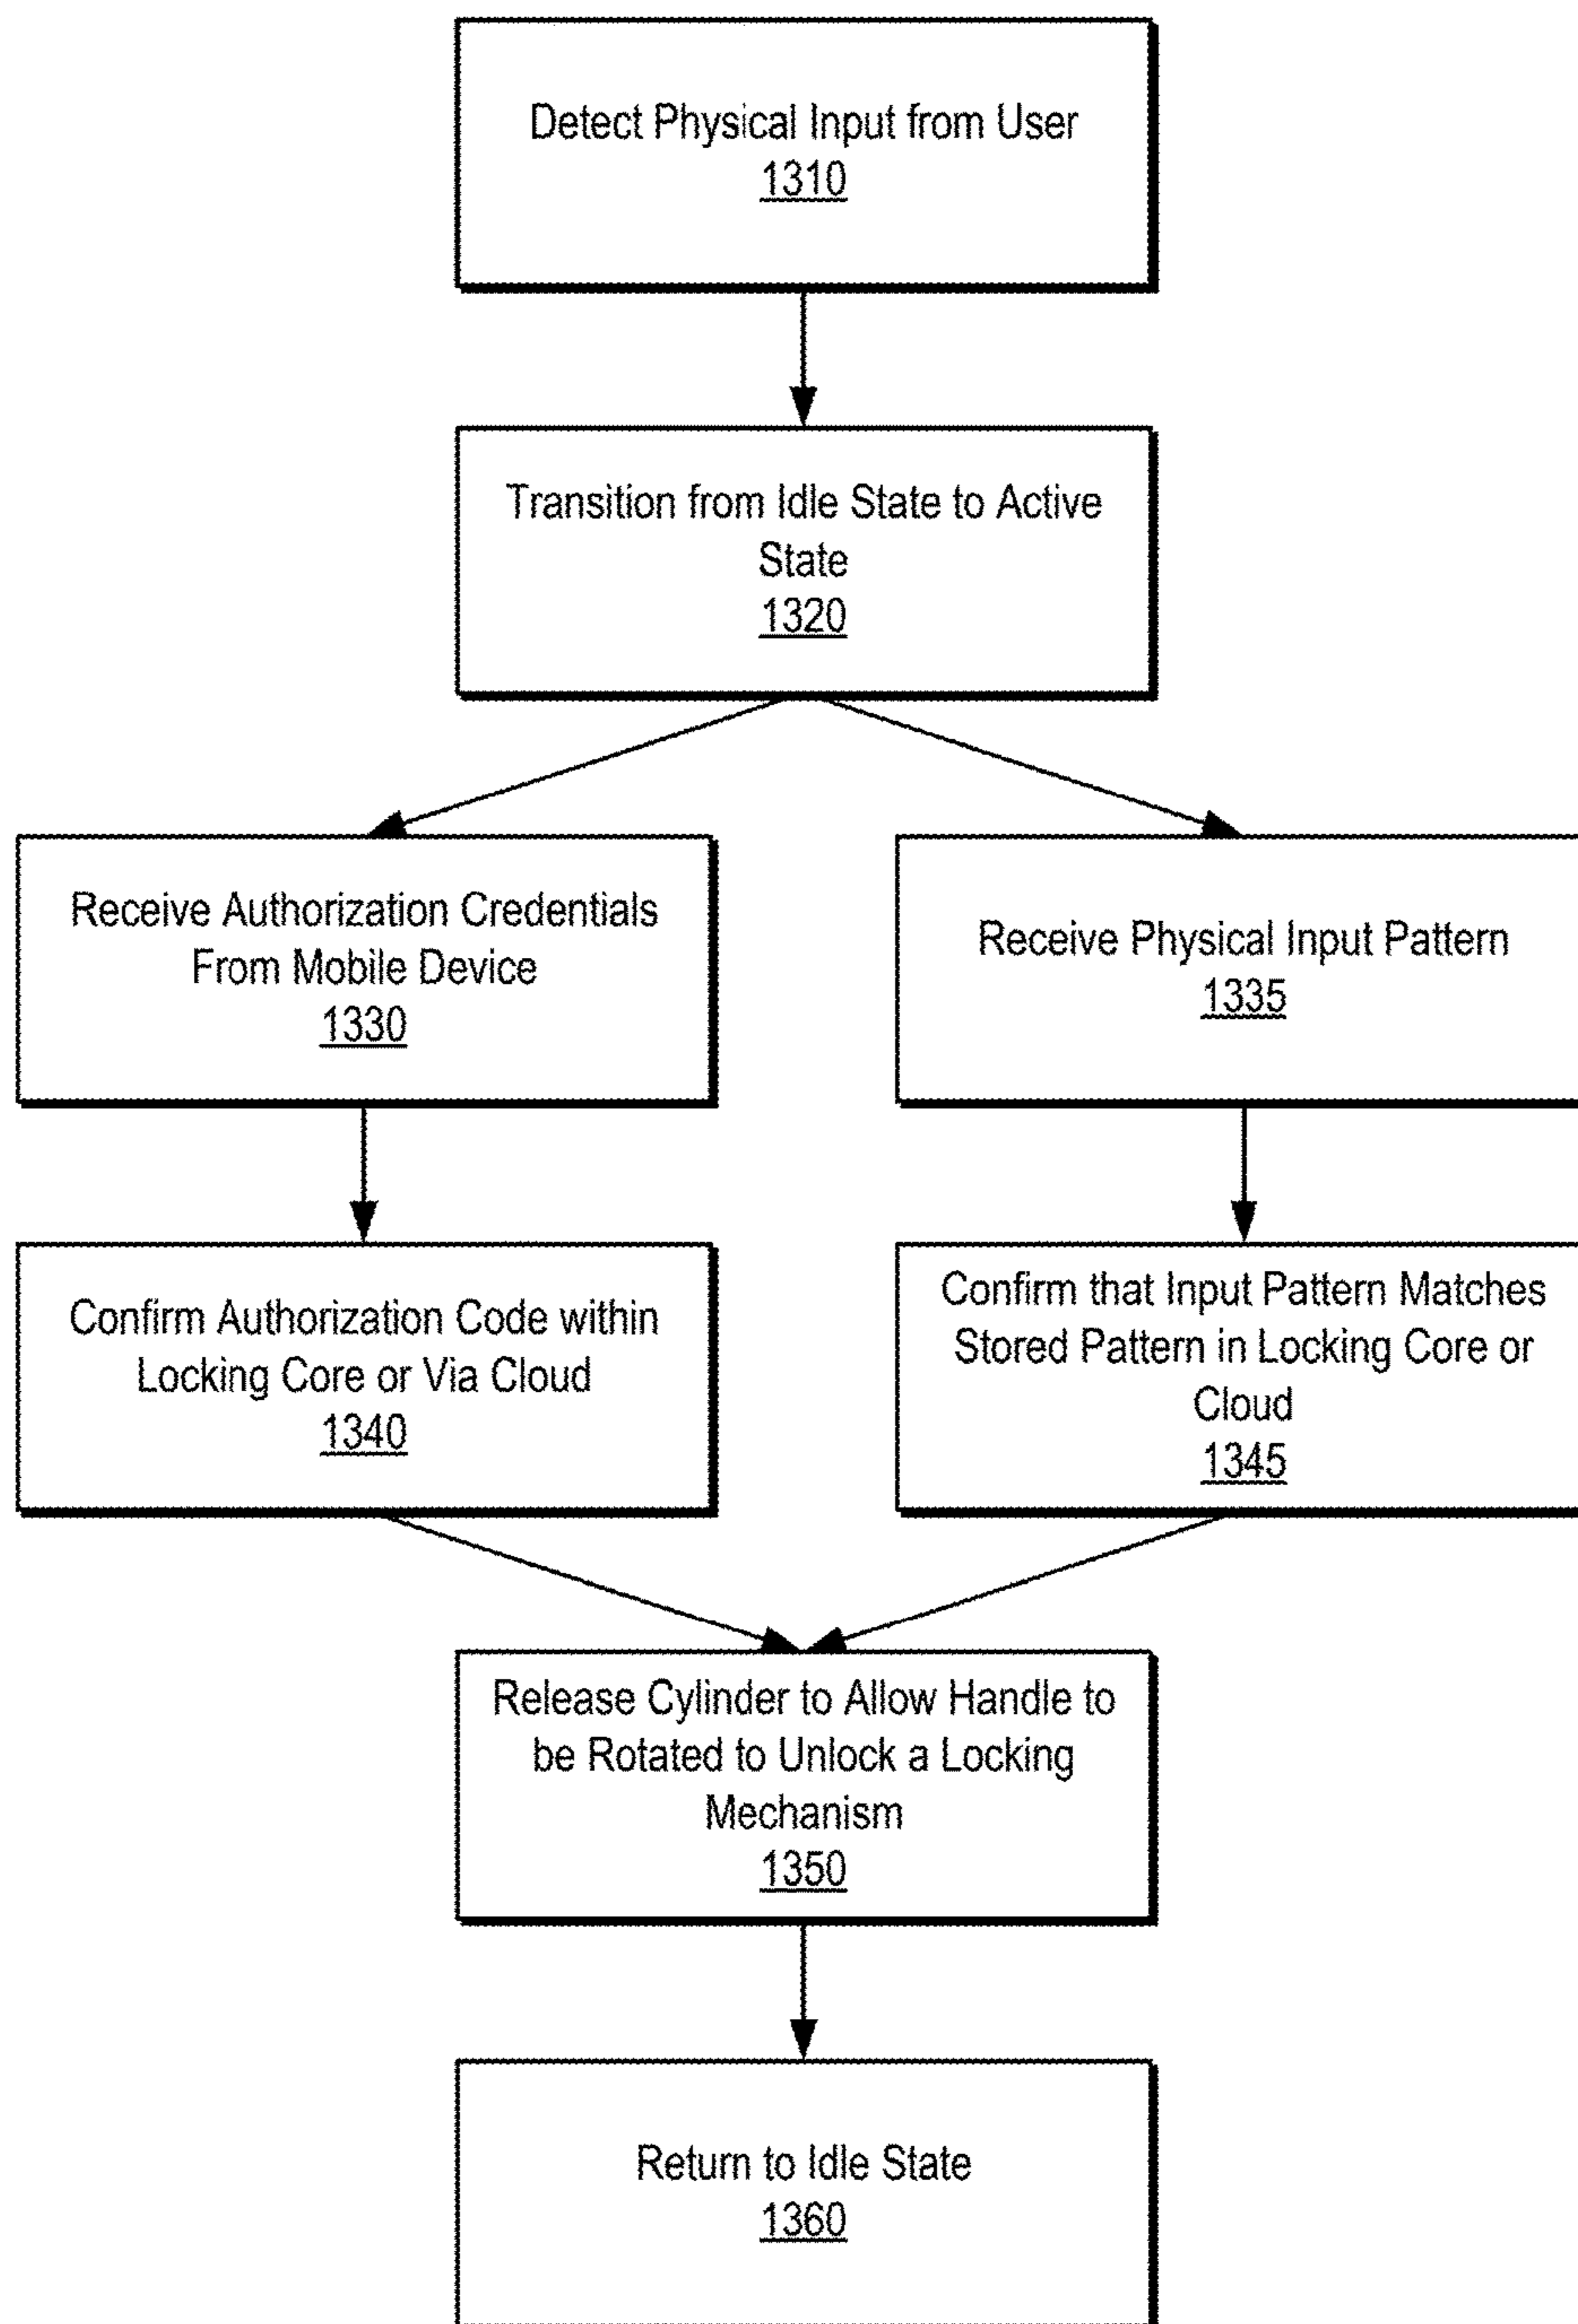 Detect Physical Input from User
1310
Transition from Idle State to Active
State
1320
Receive Authorization Credentials
From Mobile Device
1330
Receive Physical Input Pattern
1335
Confirm Authorization Code within
Locking Core or Via Cloud
1340
Confirm that Input Pattern Matches
Stored Pattern in Locking Core or
Cloud
1345
Release Cylinder to Allow Handle to
be Rotated to Unlock a Locking
Mechanism
1350
Return to Idle State
1360